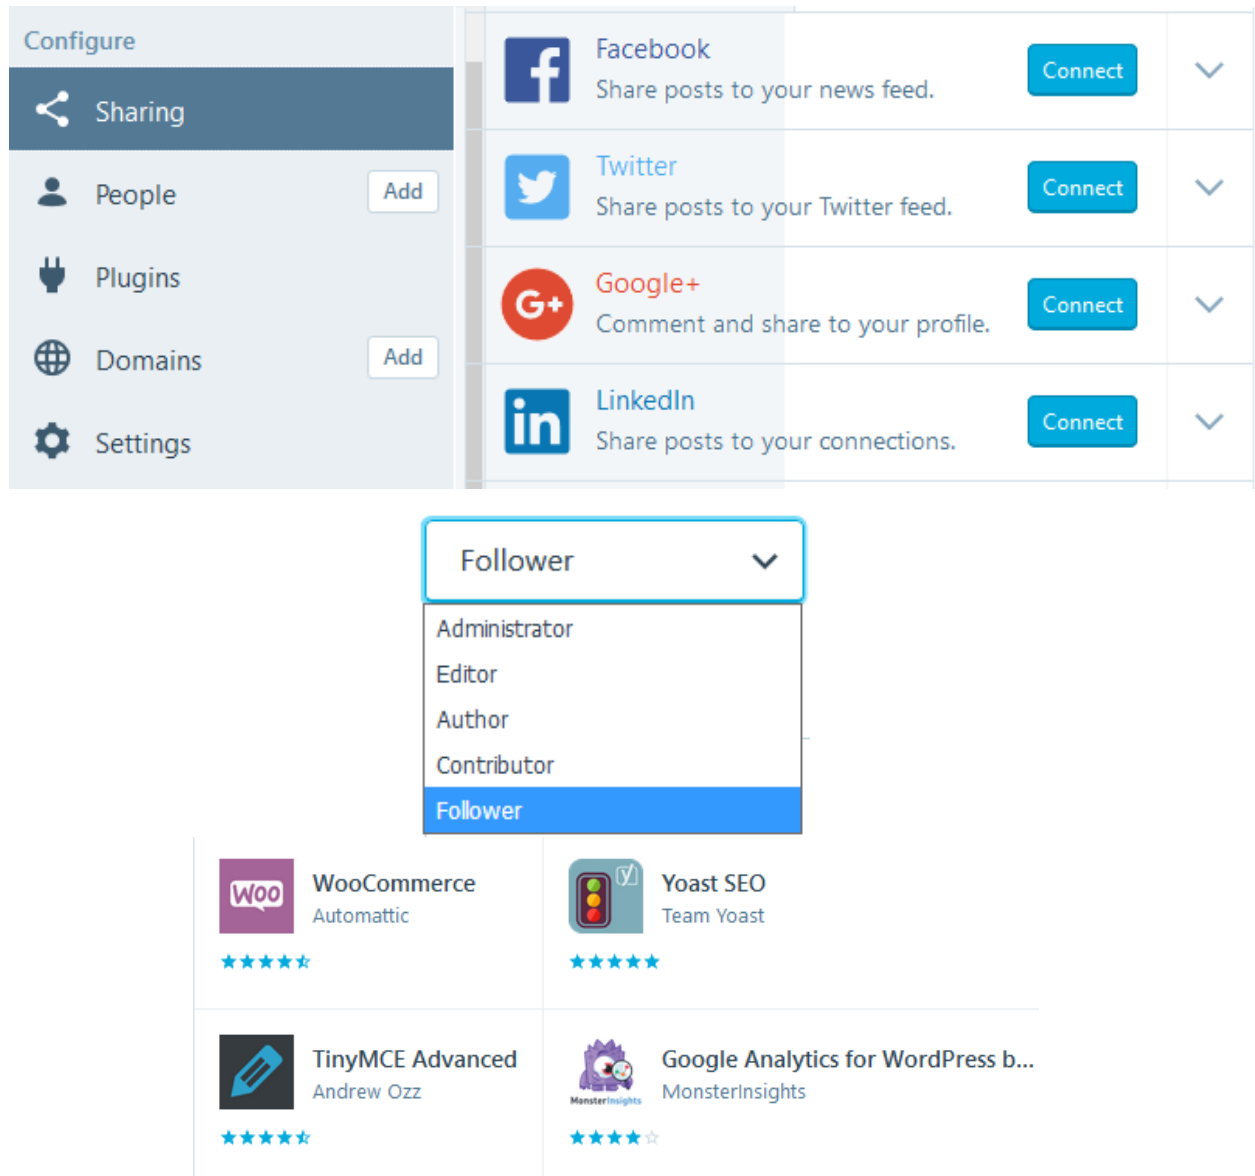 Configure
Sharing
People
Add
Plugins
Domains
Add
Settings
Facebook
Share posts to your news feed.
Connect
Twitter
Share posts to your Twitter feed.
Connect
G+
Google+
Comment and share to your profile.
Connect
in
LinkedIn
Share posts to your connections.
Connect
Follower
Administrator
Editor
Author
Contributor
Follower
Woo
WooCommerce
Automattic
Yoast SEO
Team Yoast
TinyMCE Advanced
Andrew Ozz
MonsterInsights
Google Analytics for WordPress b...
MonsterInsights